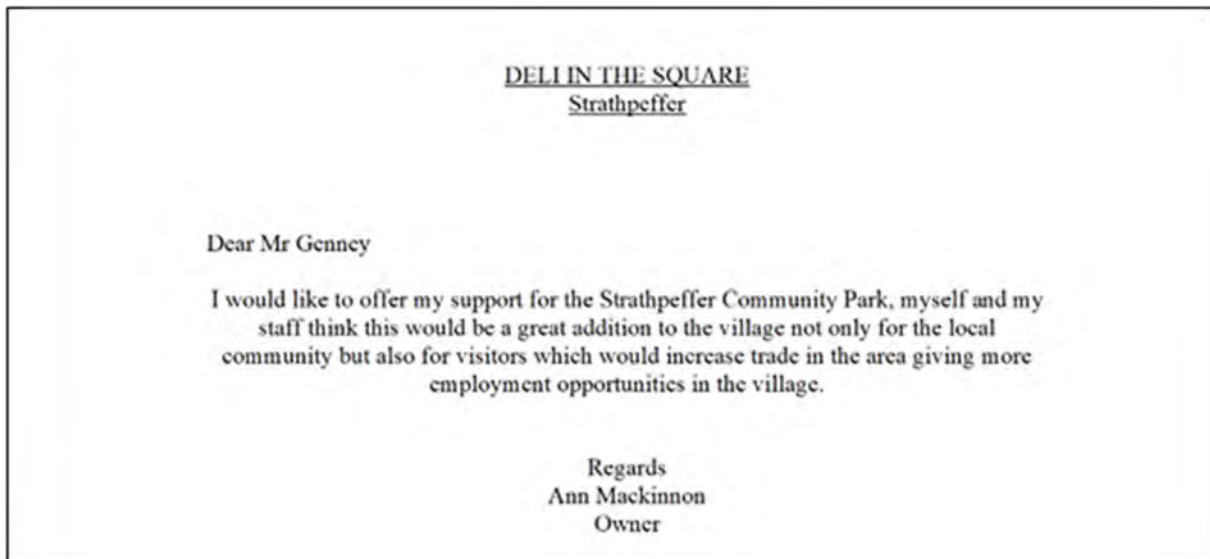 DELI IN THE SQUARE
Strathpeffer
Dear Mr Genney
I would like to offer my support for the Strathpeffer Community Park, myself and my
staff think this would be a great addition to the village not only for the local
community but also for visitors which would increase trade in the area giving more
employment opportunities in the village.
Regards
Ann Mackinnon
Owner